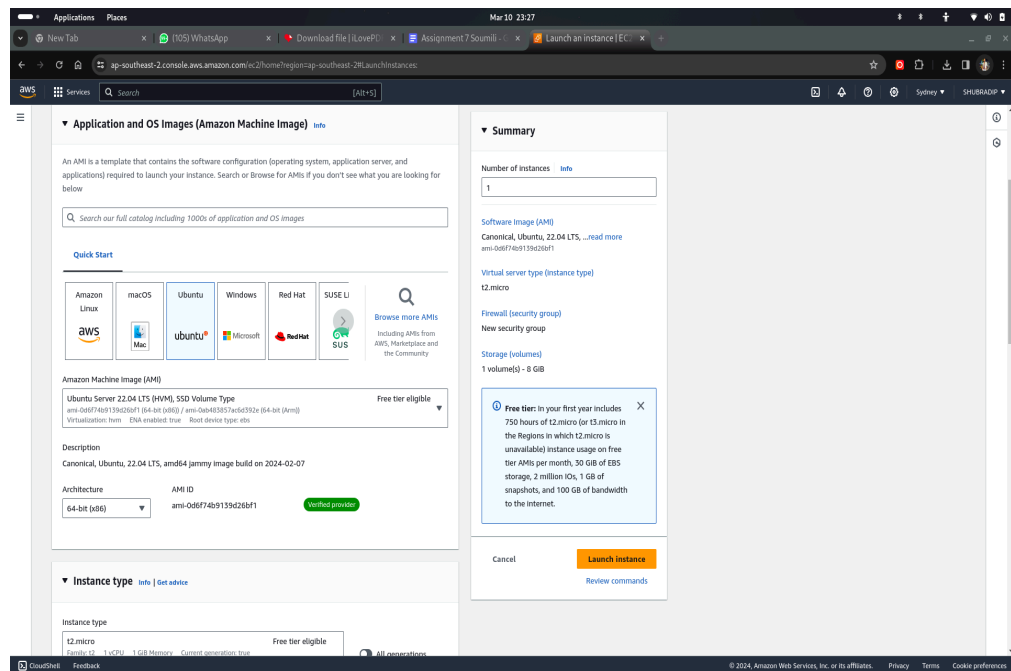 Applications Places
Mar 10 23:27
New Tab
(105) WhatsApp
Download file | iLovePDF
Assignment 7 Soumili - G
Launch an instance | EC2
ap-southeast-2.console.aws.amazon.com/ec2/home?region=ap-southeast-2#LaunchInstances:
aws
Services
Search
[Alt+S]
Sydney
SHUBRADIP
Application and OS Images (Amazon Machine Image) Info
An AMI is a template that contains the software configuration (operating system, application server, and
applications) required to launch your instance. Search or Browse for AMIs if you don't see what you are looking for
below
Search our full catalog including 1000s of application and OS images
Quick Start
Amazon
Linux
aws
macOS
Mac
Ubuntu
ubuntu®
Windows
Microsoft
Red Hat
Red Hat
SUSE Li
SUS
Browse more AMIs
Including AMIs from
AWS, Marketplace and
the Community
Amazon Machine Image (AMI)
Ubuntu Server 22.04 LTS (HVM), SSD Volume Type
Free tier eligible
ami-0d6f74b9139d26bf1 (64-bit (x86)) / ami-0ab483857ac6d392e (64-bit (Arm))
Virtualization: hvm ENA enabled: true Root device type: ebs
Description
Canonical, Ubuntu, 22.04 LTS, amd64 jammy image build on 2024-02-07
Architecture
64-bit (x86)
AMI ID
ami-0d6f74b9139d26bf1
Verified provider
Instance type Info | Get advice
Instance type
t2.micro
Free tier eligible
Family: t2 1 vCPU 1 GiB Memory Current generation: true
All generations
Summary
Number of instances Info
1
Software Image (AMI)
Canonical, Ubuntu, 22.04 LTS, ...read more
ami-0d6f74b9139d26bf1
Virtual server type (instance type)
t2.micro
Firewall (security group)
New security group
Storage (volumes)
1 volume(s) - 8 GiB
Free tier: In your first year includes
750 hours of t2.micro (or t3.micro in
the Regions in which t2.micro is
unavailable) instance usage on free
tier AMIs per month, 30 GiB of EBS
storage, 2 million IOs, 1 GB of
snapshots, and 100 GB of bandwidth
to the internet.
Cancel
Launch instance
Review commands
CloudShell
Feedback
© 2024, Amazon Web Services, Inc. or its affiliates.
Privacy
Terms
Cookie preferences